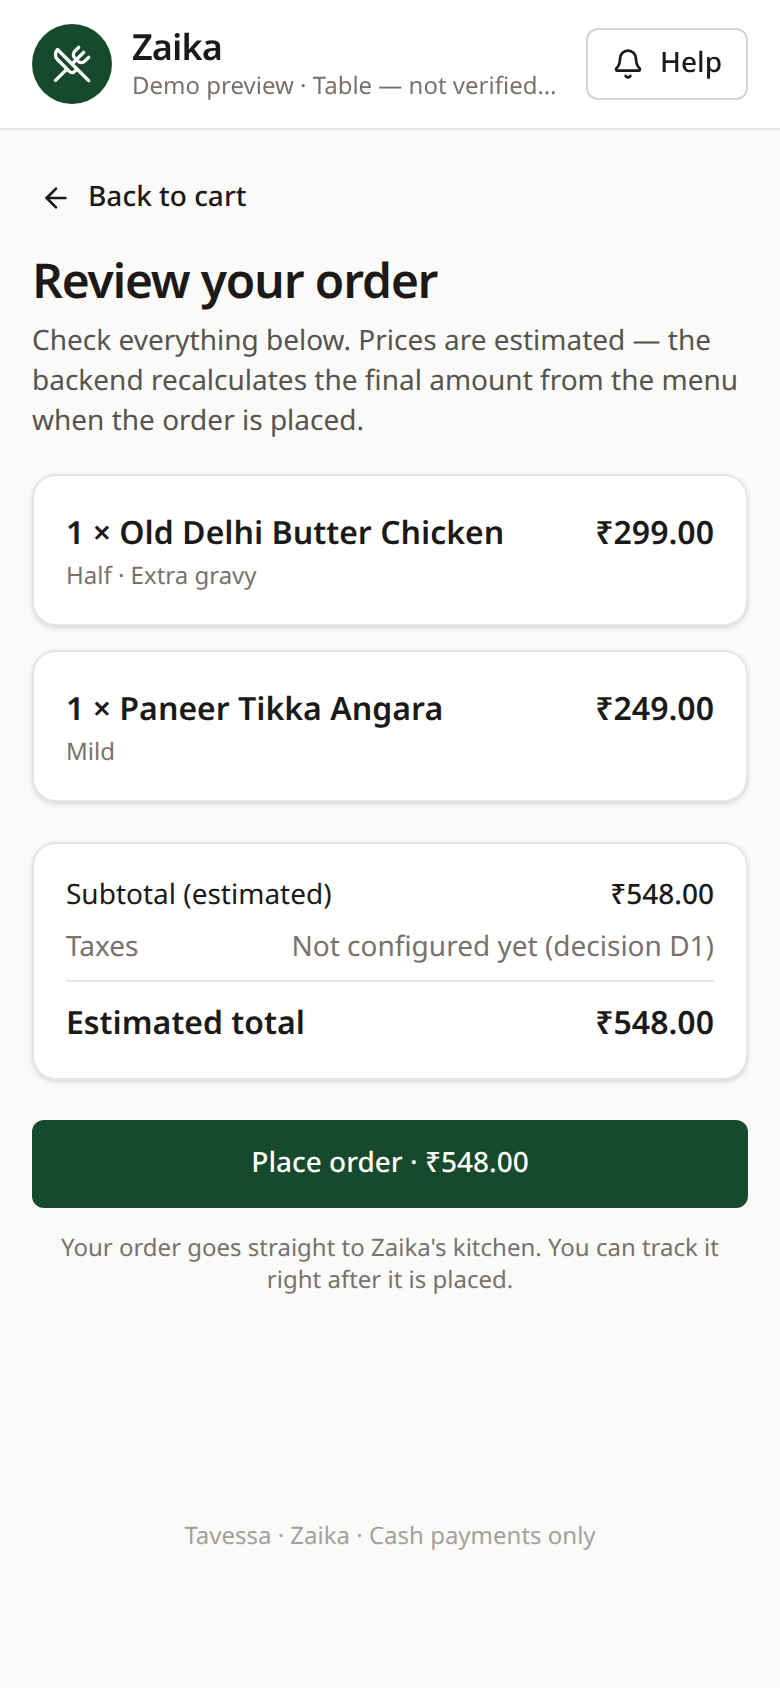 Zaika
Demo preview · Table — not verified…
Help
Back to cart
Review your order
Check everything below. Prices are estimated — the
backend recalculates the final amount from the menu
when the order is placed.
1 × Old Delhi Butter Chicken ₹299.00
Half · Extra gravy
1 × Paneer Tikka Angara ₹249.00
Mild
Subtotal (estimated) ₹548.00
Taxes Not configured yet (decision D1)
Estimated total ₹548.00
Place order · ₹548.00
Your order goes straight to Zaika's kitchen. You can track it
right after it is placed.
Tavessa · Zaika · Cash payments only